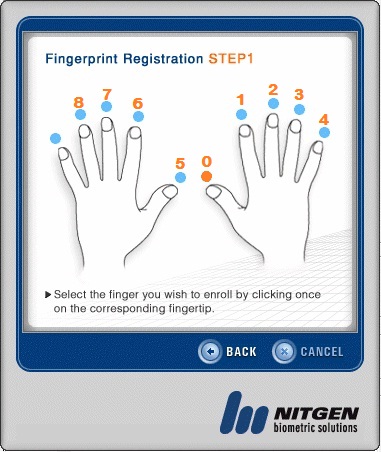 Fingerprint Registration STEP1
8 7 6 1 2 3 4
5 0
Select the finger you wish to enroll by clicking once
on the corresponding fingertip.
BACK CANCEL
NITGEN
biometric solutions